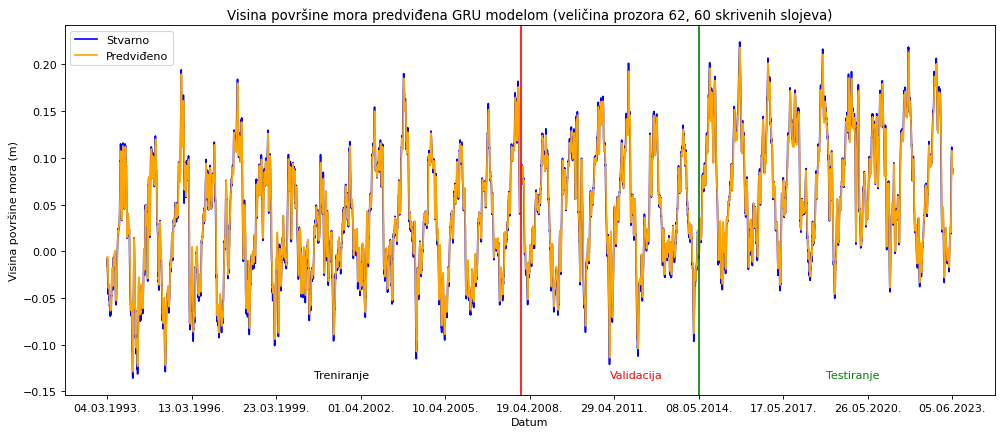 Visina površine mora predviđena GRU modelom (veličina prozora 62, 60 skrivenih slojeva)
Stvarno
Predviđeno
Visina površine mora (m)
0.20
0.15
0.10
0.05
0.00
−0.05
−0.10
−0.15
Treniranje
Validacija
Testiranje
04.03.1993.
13.03.1996.
23.03.1999.
01.04.2002.
10.04.2005.
19.04.2008.
29.04.2011.
08.05.2014.
17.05.2017.
26.05.2020.
05.06.2023.
Datum